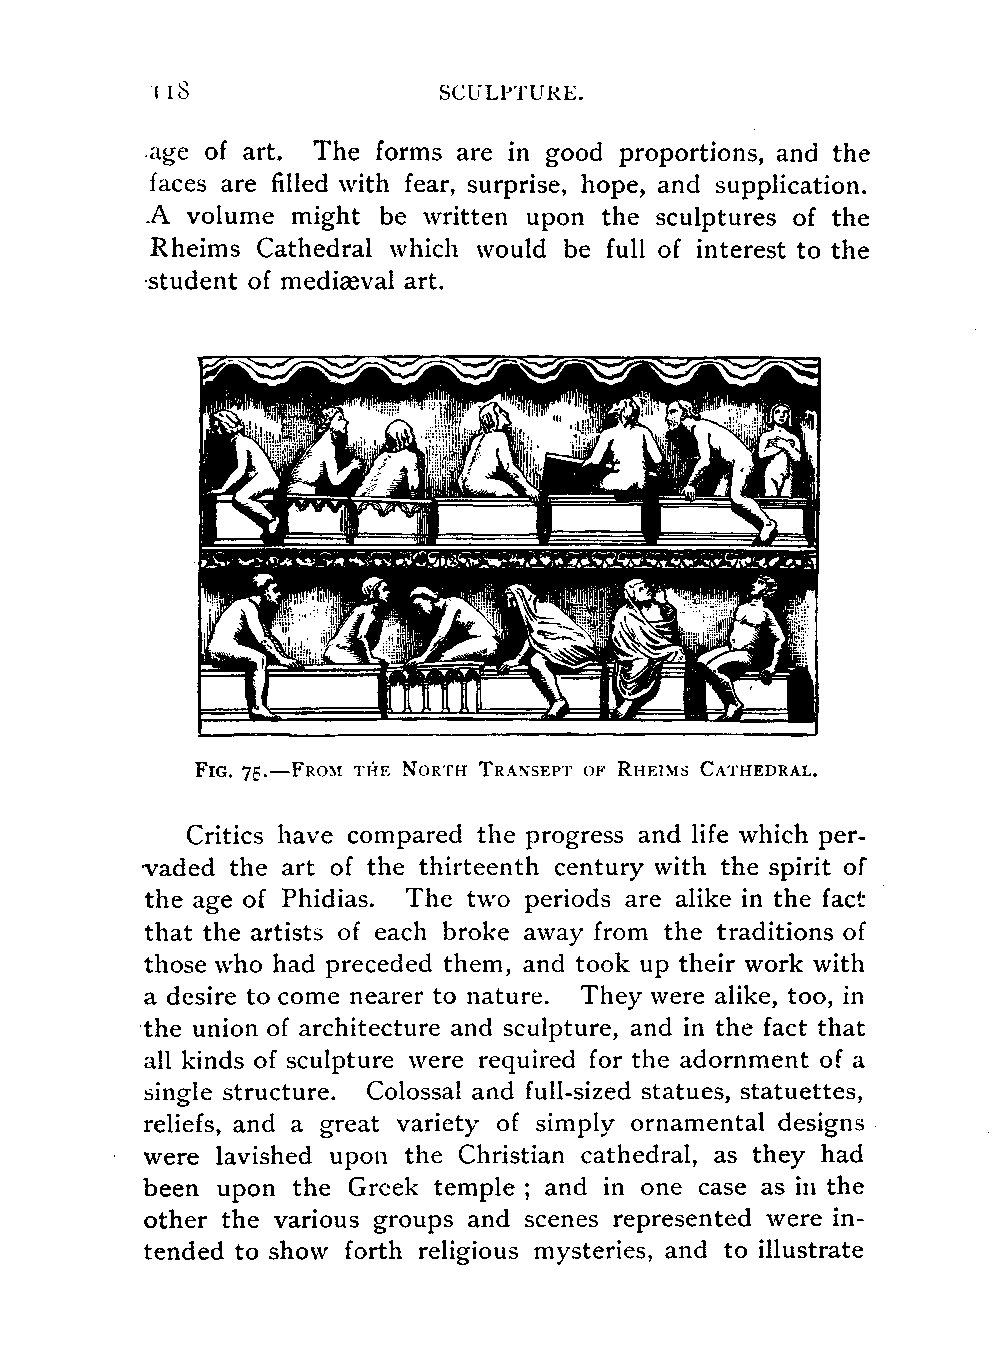 118 SCULPTURE.
age of art. The forms are in good proportions, and the
faces are filled with fear, surprise, hope, and supplication.
A volume might be written upon the sculptures of the
Rheims Cathedral which would be full of interest to the
student of mediæval art.
FIG. 75.—FROM THE NORTH TRANSEPT OF RHEIMS CATHEDRAL.
Critics have compared the progress and life which per-
vaded the art of the thirteenth century with the spirit of
the age of Phidias. The two periods are alike in the fact
that the artists of each broke away from the traditions of
those who had preceded them, and took up their work with
a desire to come nearer to nature. They were alike, too, in
the union of architecture and sculpture, and in the fact that
all kinds of sculpture were required for the adornment of a
single structure. Colossal and full-sized statues, statuettes,
reliefs, and a great variety of simply ornamental designs
were lavished upon the Christian cathedral, as they had
been upon the Greek temple ; and in one case as in the
other the various groups and scenes represented were in-
tended to show forth religious mysteries, and to illustrate